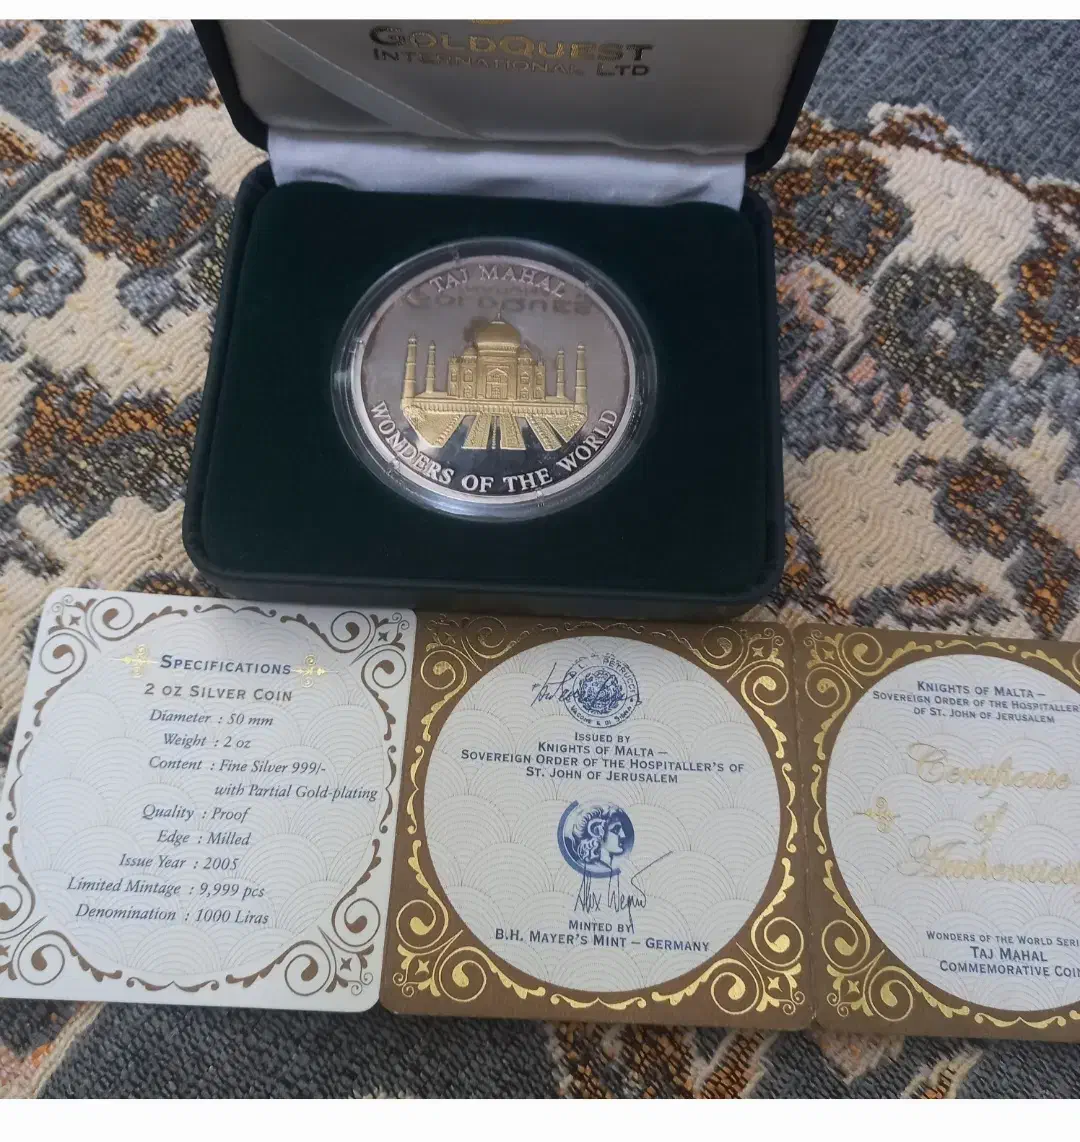 GOLDQUEST
INTERNATIONAL LTD
TAJ MAHAL
WONDERS OF THE WORLD
SPECIFICATIONS
2 OZ SILVER COIN
Diameter : 50 mm
Weight : 2 oz
Content : Fine Silver 999/-
with Partial Gold-plating
Quality : Proof
Edge : Milled
Issue Year : 2005
Limited Mintage : 9,999 pcs
Denomination : 1000 Liras
PETRUCCI
ISSUED BY
KNIGHTS OF MALTA –
SOVEREIGN ORDER OF THE HOSPITALLER'S OF
ST. JOHN OF JERUSALEM
MINTED BY
B.H. MAYER'S MINT – GERMANY
KNIGHTS OF MALTA –
SOVEREIGN ORDER OF THE HOSPITALLER
OF ST. JOHN OF JERUSALEM
Certificate
of
WONDERS OF THE WORLD SERI
TAJ MAHAL
COMMEMORATIVE COIN